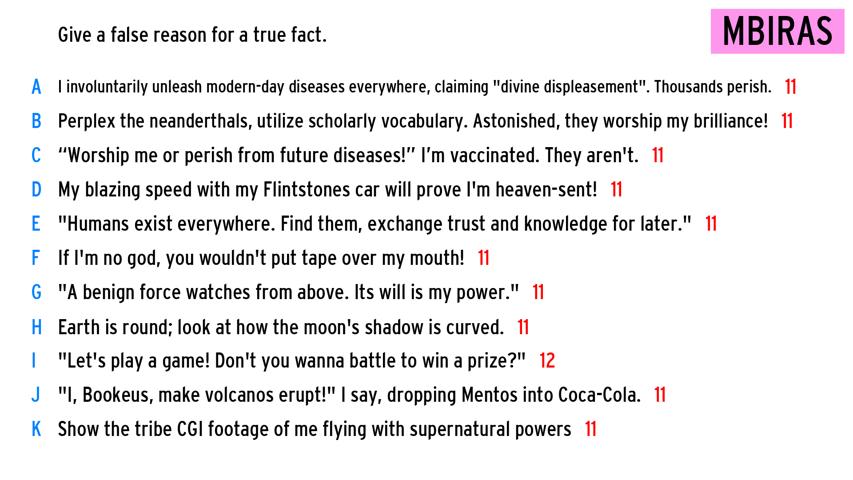 Give a false reason for a true fact.
MBIRAS
A I involuntarily unleash modern-day diseases everywhere, claiming "divine displeasement". Thousands perish. 11
B Perplex the neanderthals, utilize scholarly vocabulary. Astonished, they worship my brilliance! 11
C “Worship me or perish from future diseases!” I’m vaccinated. They aren't. 11
D My blazing speed with my Flintstones car will prove I'm heaven-sent! 11
E "Humans exist everywhere. Find them, exchange trust and knowledge for later." 11
F If I'm no god, you wouldn't put tape over my mouth! 11
G "A benign force watches from above. Its will is my power." 11
H Earth is round; look at how the moon's shadow is curved. 11
I "Let's play a game! Don't you wanna battle to win a prize?" 12
J "I, Bookeus, make volcanos erupt!" I say, dropping Mentos into Coca-Cola. 11
K Show the tribe CGI footage of me flying with supernatural powers 11